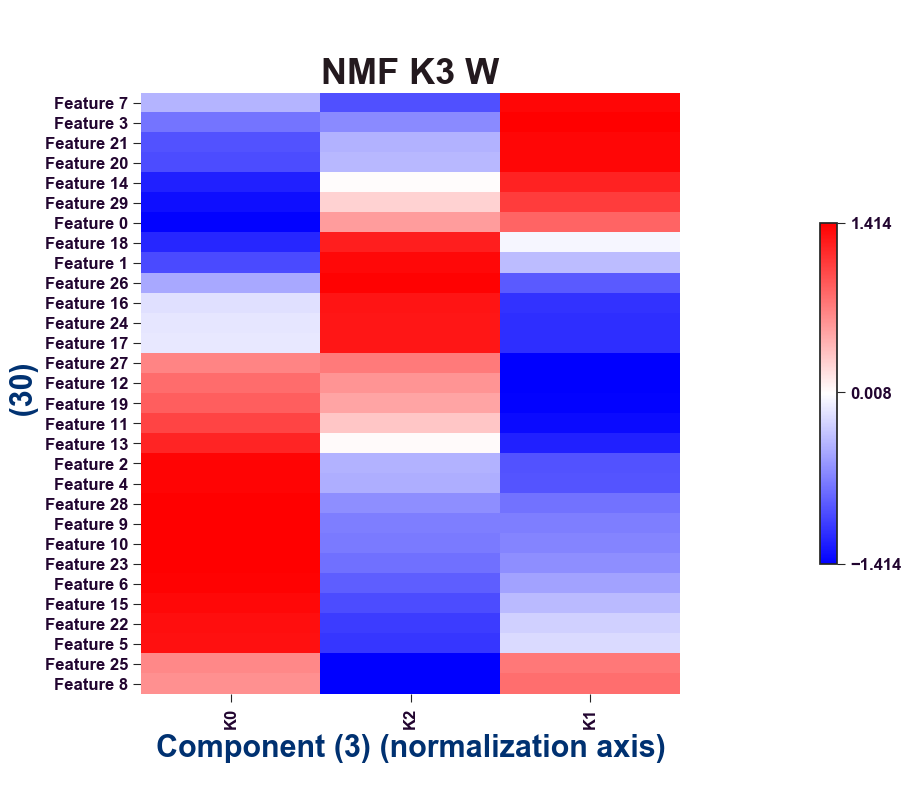 NMF K3 W
Feature 7
Feature 3
Feature 21
Feature 20
Feature 14
Feature 29
Feature 0
Feature 18
Feature 1
Feature 26
Feature 16
Feature 24
Feature 17
Feature 27
Feature 12
Feature 19
Feature 11
Feature 13
Feature 2
Feature 4
Feature 28
Feature 9
Feature 10
Feature 23
Feature 6
Feature 15
Feature 22
Feature 5
Feature 25
Feature 8
(30)
K0
K2
K1
Component (3) (normalization axis)
1.414
0.008
−1.414